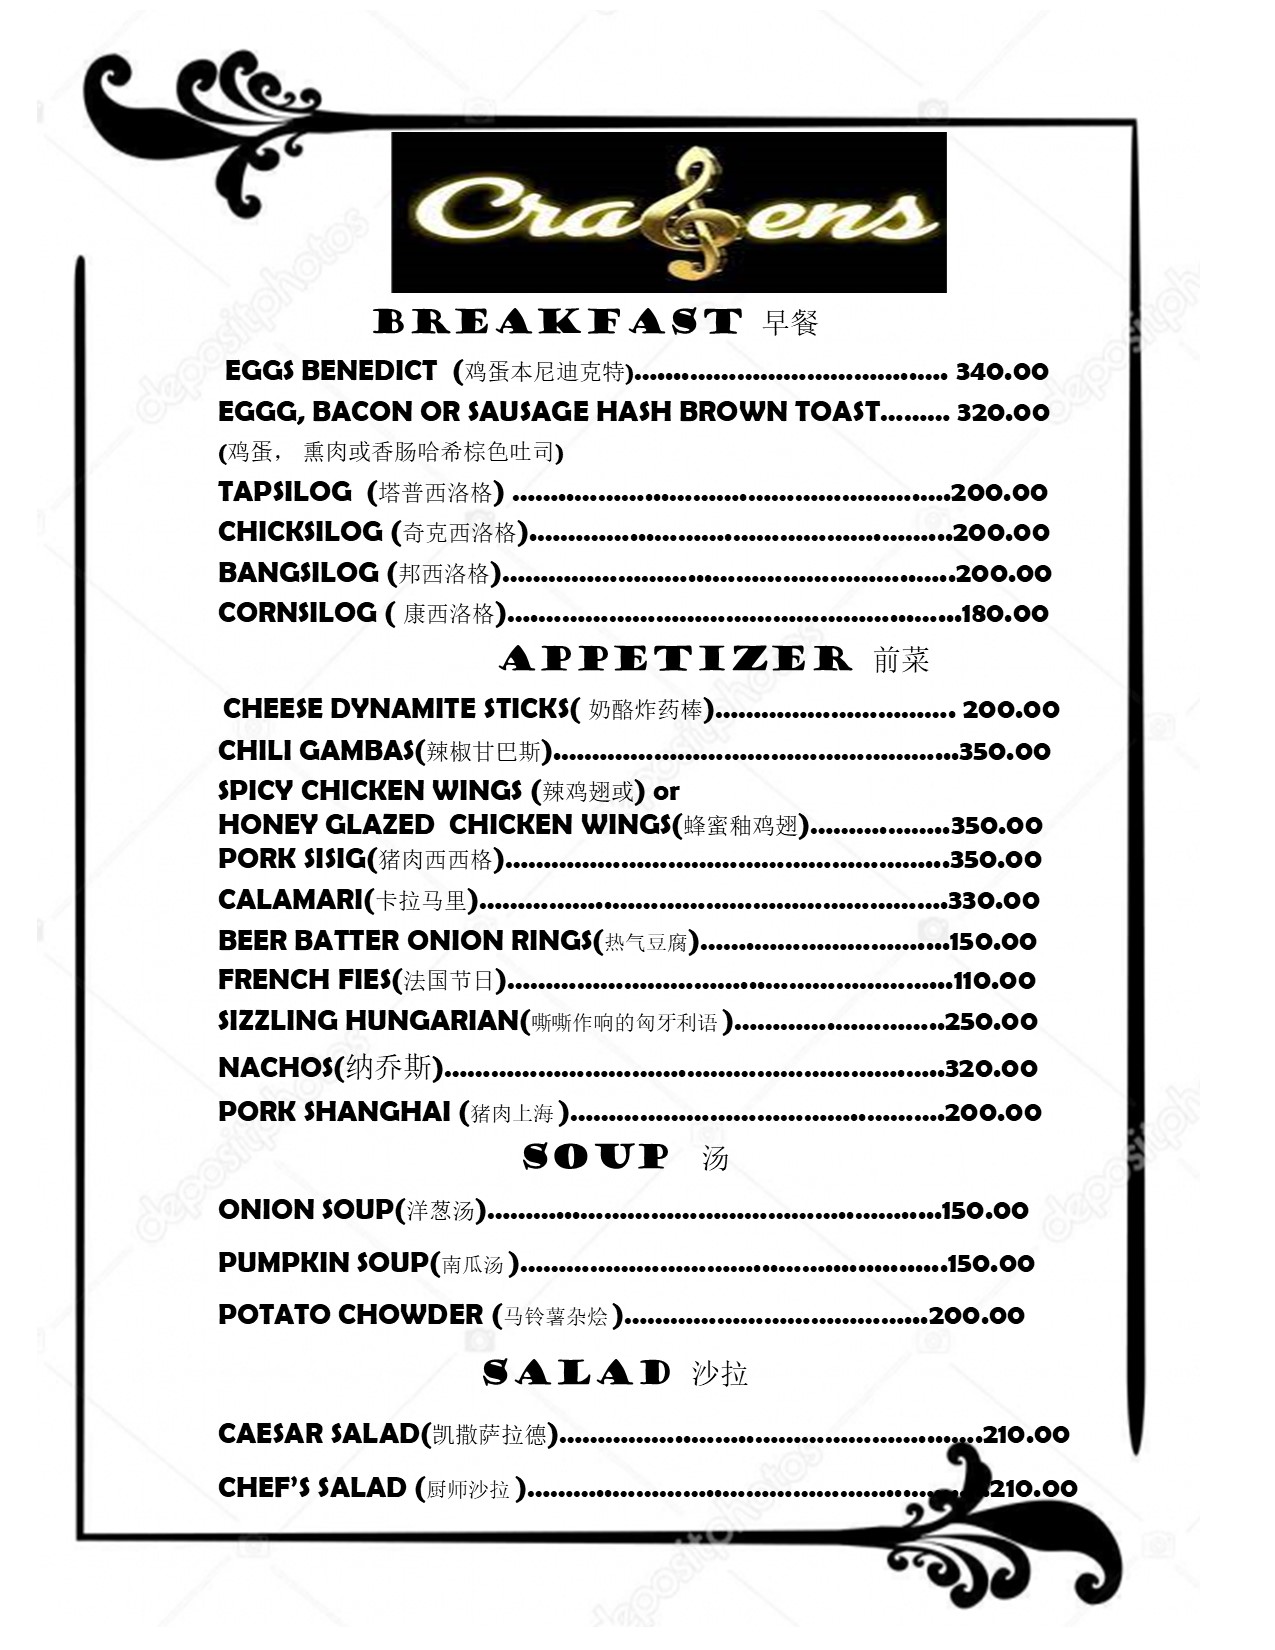 Cra&ens
BREAKFAST 早餐
EGGS BENEDICT (鸡蛋本尼迪克特)........................................ 340.00
EGGG, BACON OR SAUSAGE HASH BROWN TOAST......... 320.00
(鸡蛋， 熏肉或香肠哈希棕色吐司)
TAPSILOG (塔普西洛格) .........................................................200.00
CHICKSILOG (奇克西洛格).......................................................200.00
BANGSILOG (邦西洛格)...........................................................200.00
CORNSILOG ( 康西洛格)...........................................................180.00
APPETIZER 前菜
CHEESE DYNAMITE STICKS( 奶酪炸药棒)............................... 200.00
CHILI GAMBAS(辣椒甘巴斯).....................................................350.00
SPICY CHICKEN WINGS (辣鸡翅或) or
HONEY GLAZED CHICKEN WINGS(蜂蜜釉鸡翅)..................350.00
PORK SISIG(猪肉西西格)..........................................................350.00
CALAMARI(卡拉马里).............................................................330.00
BEER BATTER ONION RINGS(热气豆腐)................................150.00
FRENCH FIES(法国节日)..........................................................110.00
SIZZLING HUNGARIAN(嘶嘶作响的匈牙利语 )...........................250.00
NACHOS(纳乔斯).................................................................320.00
PORK SHANGHAI (猪肉上海 )................................................200.00
SOUP 汤
ONION SOUP(洋葱汤)...........................................................150.00
PUMPKIN SOUP(南瓜汤 ).......................................................150.00
POTATO CHOWDER (马铃薯杂烩 ).......................................200.00
SALAD 沙拉
CAESAR SALAD(凯撒萨拉德).......................................................210.00
CHEF’S SALAD (厨师沙拉 )............................................................210.00
depositphotos
depositphotos
depositphotos
depositphotos
depositphotos
depositphotos
depositphotos